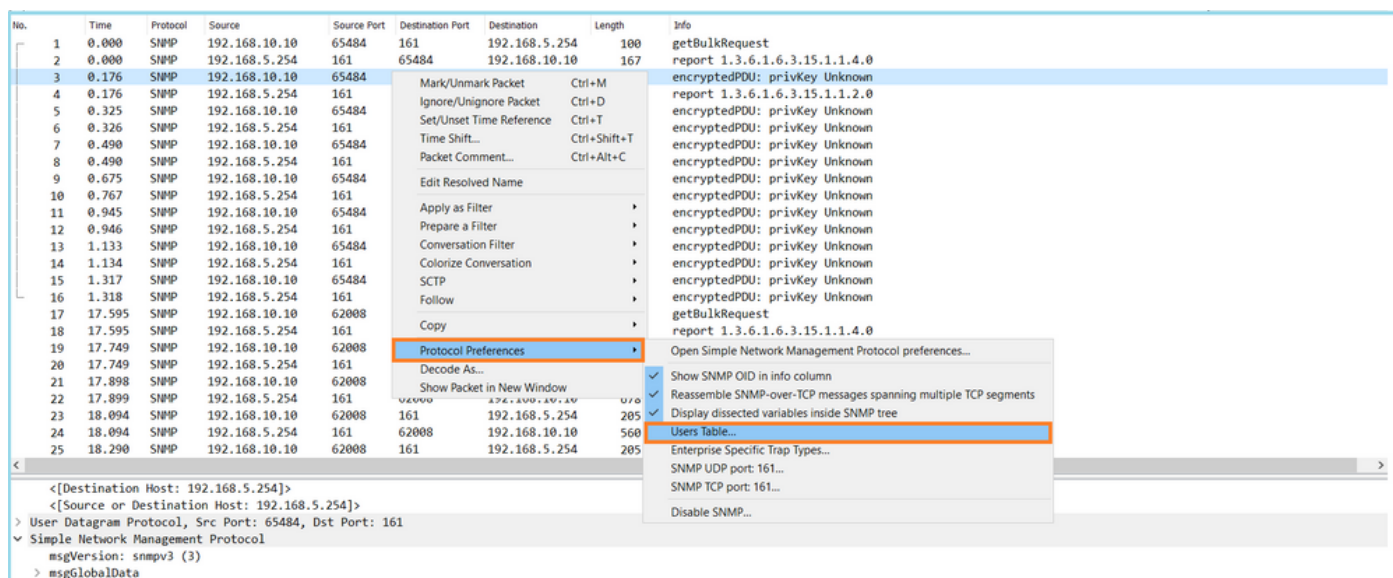 No. Time Protocol Source Source Port Destination Port Destination Length Info
1 0.000 SNMP 192.168.10.10 65484 161 192.168.5.254 100 getBulkRequest
2 0.000 SNMP 192.168.5.254 161 65484 192.168.10.10 167 report 1.3.6.1.6.3.15.1.1.4.0
3 0.176 SNMP 192.168.10.10 65484 encryptedPDU: privKey Unknown
4 0.176 SNMP 192.168.5.254 161 report 1.3.6.1.6.3.15.1.1.2.0
5 0.325 SNMP 192.168.10.10 65484 encryptedPDU: privKey Unknown
6 0.326 SNMP 192.168.5.254 161 encryptedPDU: privKey Unknown
7 0.490 SNMP 192.168.10.10 65484 encryptedPDU: privKey Unknown
8 0.490 SNMP 192.168.5.254 161 encryptedPDU: privKey Unknown
9 0.675 SNMP 192.168.10.10 65484 encryptedPDU: privKey Unknown
10 0.767 SNMP 192.168.5.254 161 encryptedPDU: privKey Unknown
11 0.945 SNMP 192.168.10.10 65484 encryptedPDU: privKey Unknown
12 0.946 SNMP 192.168.5.254 161 encryptedPDU: privKey Unknown
13 1.133 SNMP 192.168.10.10 65484 encryptedPDU: privKey Unknown
14 1.134 SNMP 192.168.5.254 161 encryptedPDU: privKey Unknown
15 1.317 SNMP 192.168.10.10 65484 encryptedPDU: privKey Unknown
16 1.318 SNMP 192.168.5.254 161 encryptedPDU: privKey Unknown
17 17.595 SNMP 192.168.10.10 62008 getBulkRequest
18 17.595 SNMP 192.168.5.254 161 report 1.3.6.1.6.3.15.1.1.4.0
19 17.749 SNMP 192.168.10.10 62008
20 17.749 SNMP 192.168.5.254 161
21 17.898 SNMP 192.168.10.10 62008
22 17.899 SNMP 192.168.5.254 161
23 18.094 SNMP 192.168.10.10 62008 161 192.168.5.254 205
24 18.094 SNMP 192.168.5.254 161 62008 192.168.10.10 560
25 18.290 SNMP 192.168.10.10 62008 161 192.168.5.254 205
Mark/Unmark Packet Ctrl+M
Ignore/Unignore Packet Ctrl+D
Set/Unset Time Reference Ctrl+T
Time Shift... Ctrl+Shift+T
Packet Comment... Ctrl+Alt+C
Edit Resolved Name
Apply as Filter
Prepare a Filter
Conversation Filter
Colorize Conversation
SCTP
Follow
Copy
Protocol Preferences
Decode As...
Show Packet in New Window
Open Simple Network Management Protocol preferences...
Show SNMP OID in info column
Reassemble SNMP-over-TCP messages spanning multiple TCP segments
Display dissected variables inside SNMP tree
Users Table...
Enterprise Specific Trap Types...
SNMP UDP port: 161...
SNMP TCP port: 161...
Disable SNMP...
<[Destination Host: 192.168.5.254]>
<[Source or Destination Host: 192.168.5.254]>
User Datagram Protocol, Src Port: 65484, Dst Port: 161
Simple Network Management Protocol
msgVersion: snmpv3 (3)
msgGlobalData